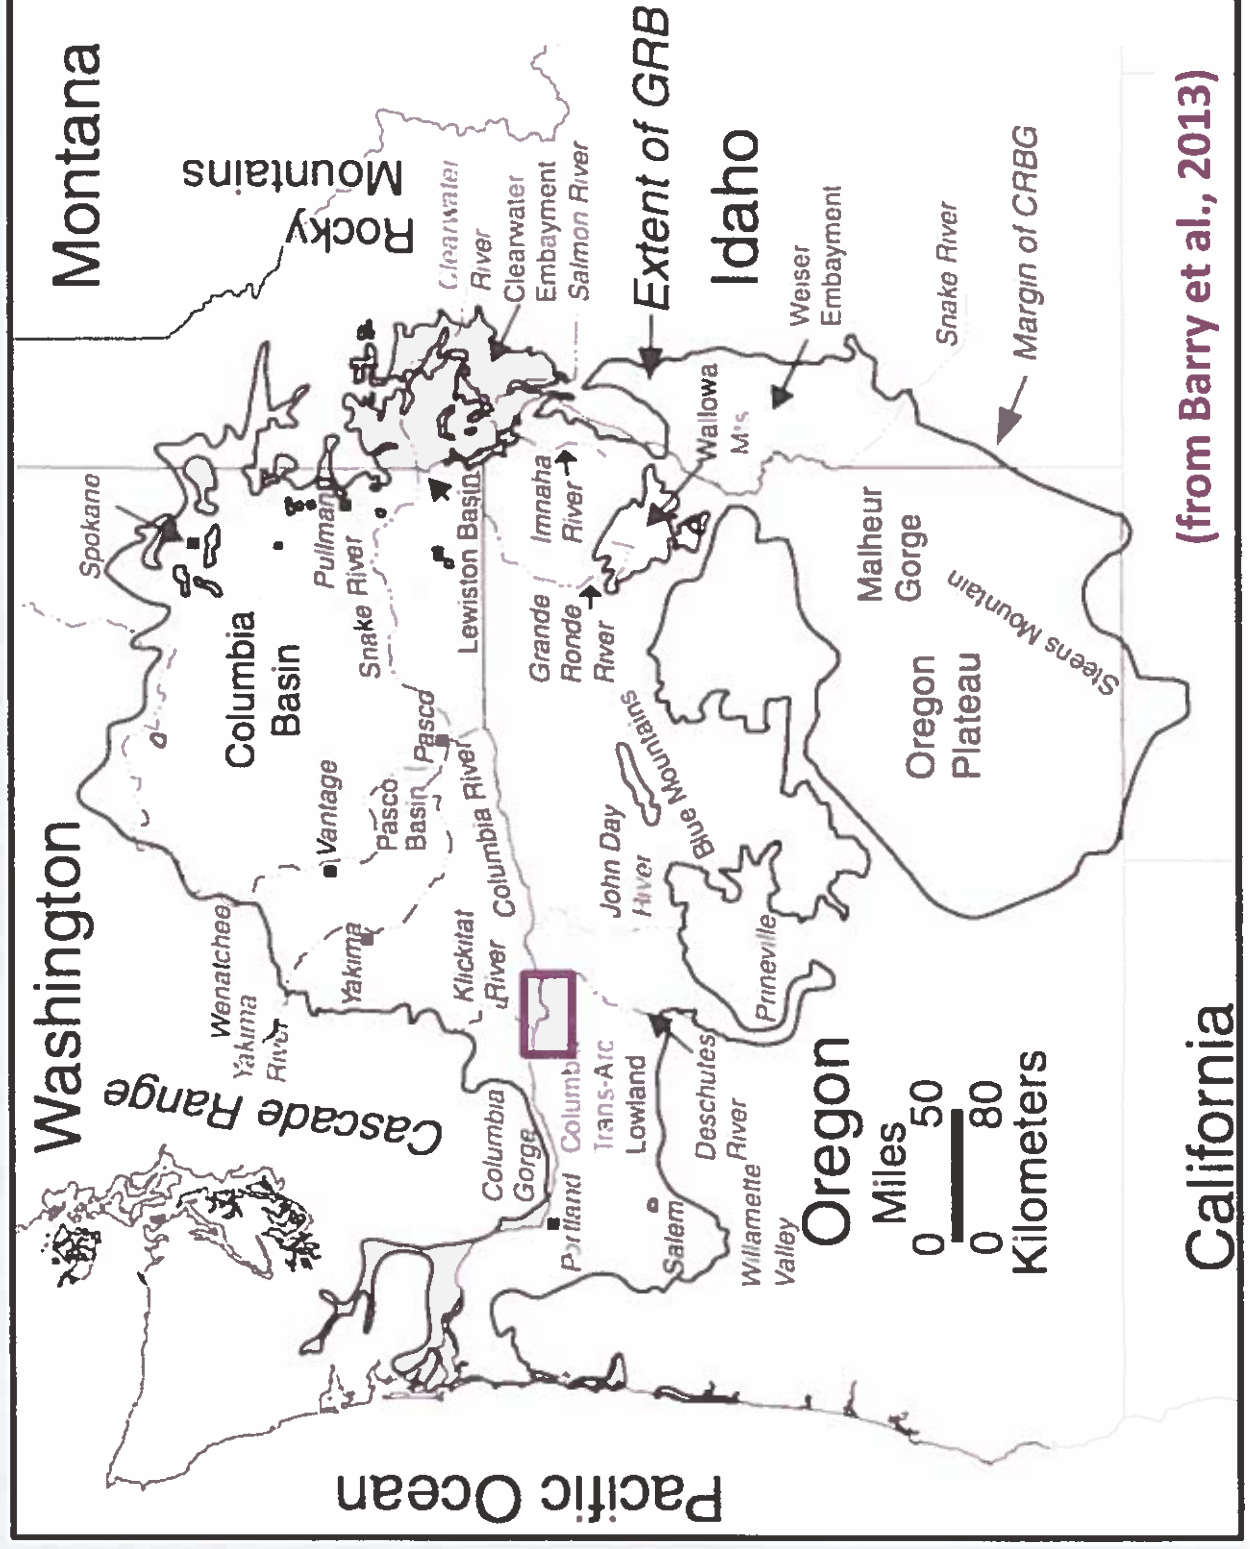 Washington
Montana
Rocky
Mountains
Spokane
Columbia
Basin
Pullman
Snake River
Lewiston Basin
Clearwater
River
Clearwater
Embayment
Salmon River
Wenatchee
Yakima
River
Vantage
Yakima
Pasco
Basin
Pasco
Cascade Range
Klickitat
River
Columbia River
Columbia
Gorge
Portland
Trans-Arc
Lowland
Grande
Ronde
River
Imnaha
River
Extent of GRB
Idaho
Wallowa
M's
Weiser
Embayment
Snake River
Margin of CRBG
John Day
River
Blue Mountains
Prineville
Deschutes
River
Salem
Willamette
Valley
Oregon
Malheur
Gorge
Oregon
Plateau
Steens Mountain
Pacific Ocean
Miles
0 50
0 80
Kilometers
California
(from Barry et al., 2013)